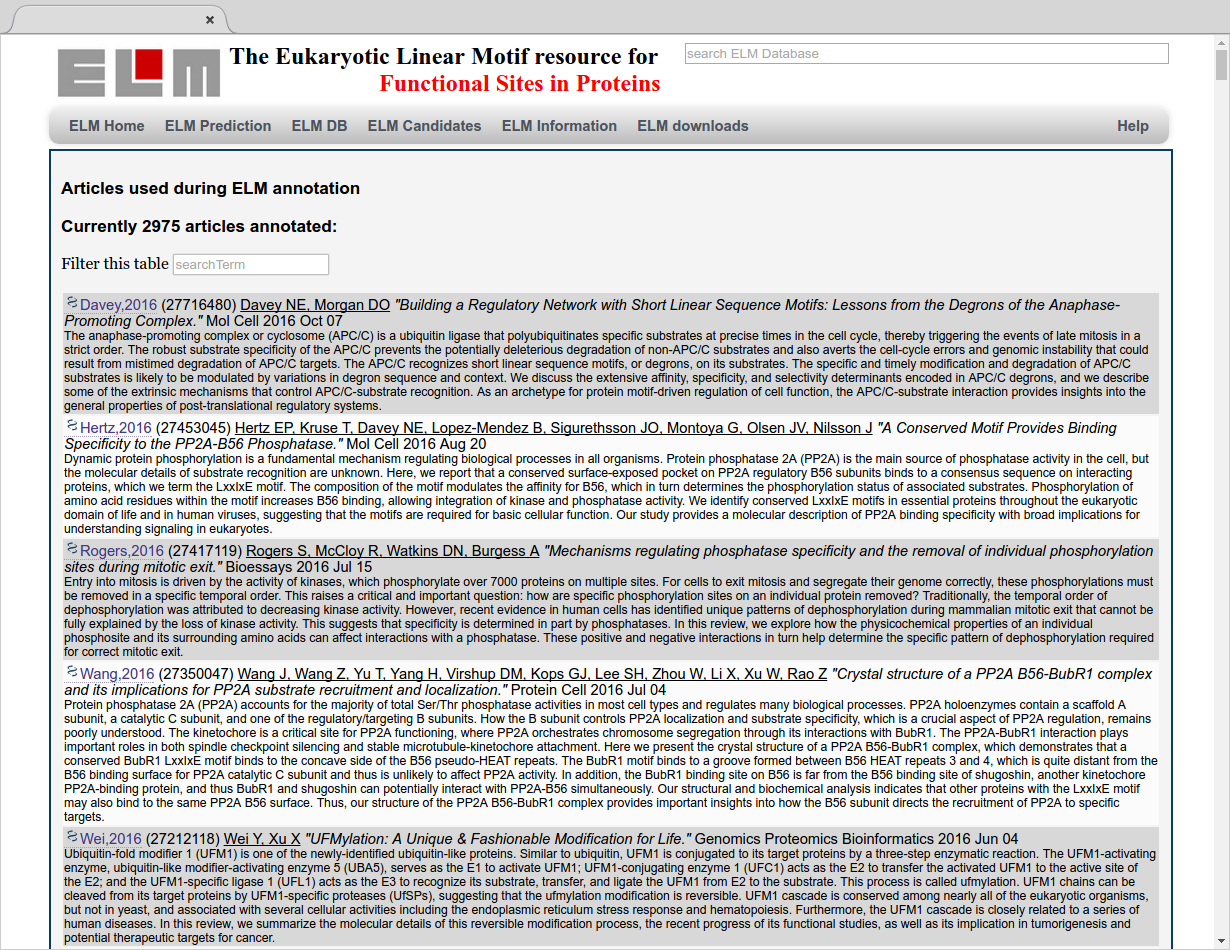 ELM
The Eukaryotic Linear Motif resource for
Functional Sites in Proteins
search ELM Database
ELM Home ELM Prediction ELM DB ELM Candidates ELM Information ELM downloads Help
Articles used during ELM annotation
Currently 2975 articles annotated:
Filter this table searchTerm
Davey,2016 (27716480) Davey NE, Morgan DO "Building a Regulatory Network with Short Linear Sequence Motifs: Lessons from the Degrons of the Anaphase-
Promoting Complex." Mol Cell 2016 Oct 07
The anaphase-promoting complex or cyclosome (APC/C) is a ubiquitin ligase that polyubiquitinates specific substrates at precise times in the cell cycle, thereby triggering the events of late mitosis in a
strict order. The robust substrate specificity of the APC/C prevents the potentially deleterious degradation of non-APC/C substrates and also averts the cell-cycle errors and genomic instability that could
result from mistimed degradation of APC/C targets. The APC/C recognizes short linear sequence motifs, or degrons, on its substrates. The specific and timely modification and degradation of APC/C
substrates is likely to be modulated by variations in degron sequence and context. We discuss the extensive affinity, specificity, and selectivity determinants encoded in APC/C degrons, and we describe
some of the extrinsic mechanisms that control APC/C-substrate recognition. As an archetype for protein motif-driven regulation of cell function, the APC/C-substrate interaction provides insights into the
general properties of post-translational regulatory systems.
Hertz,2016 (27453045) Hertz EP, Kruse T, Davey NE, Lopez-Mendez B, Sigurethsson JO, Montoya G, Olsen JV, Nilsson J "A Conserved Motif Provides Binding
Specificity to the PP2A-B56 Phosphatase." Mol Cell 2016 Aug 20
Dynamic protein phosphorylation is a fundamental mechanism regulating biological processes in all organisms. Protein phosphatase 2A (PP2A) is the main source of phosphatase activity in the cell, but
the molecular details of substrate recognition are unknown. Here, we report that a conserved surface-exposed pocket on PP2A regulatory B56 subunits binds to a consensus sequence on interacting
proteins, which we term the LxxIxE motif. The composition of the motif modulates the affinity for B56, which in turn determines the phosphorylation status of associated substrates. Phosphorylation of
amino acid residues within the motif increases B56 binding, allowing integration of kinase and phosphatase activity. We identify conserved LxxIxE motifs in essential proteins throughout the eukaryotic
domain of life and in human viruses, suggesting that the motifs are required for basic cellular function. Our study provides a molecular description of PP2A binding specificity with broad implications for
understanding signaling in eukaryotes.
Rogers,2016 (27417119) Rogers S, McCloy R, Watkins DN, Burgess A "Mechanisms regulating phosphatase specificity and the removal of individual phosphorylation
sites during mitotic exit." Bioessays 2016 Jul 15
Entry into mitosis is driven by the activity of kinases, which phosphorylate over 7000 proteins on multiple sites. For cells to exit mitosis and segregate their genome correctly, these phosphorylations must
be removed in a specific temporal order. This raises a critical and important question: how are specific phosphorylation sites on an individual protein removed? Traditionally, the temporal order of
dephosphorylation was attributed to decreasing kinase activity. However, recent evidence in human cells has identified unique patterns of dephosphorylation during mammalian mitotic exit that cannot be
fully explained by the loss of kinase activity. This suggests that specificity is determined in part by phosphatases. In this review, we explore how the physicochemical properties of an individual
phosphosite and its surrounding amino acids can affect interactions with a phosphatase. These positive and negative interactions in turn help determine the specific pattern of dephosphorylation required
for correct mitotic exit.
Wang,2016 (27350047) Wang J, Wang Z, Yu T, Yang H, Virshup DM, Kops GJ, Lee SH, Zhou W, Li X, Xu W, Rao Z "Crystal structure of a PP2A B56-BubR1 complex
and its implications for PP2A substrate recruitment and localization." Protein Cell 2016 Jul 04
Protein phosphatase 2A (PP2A) accounts for the majority of total Ser/Thr phosphatase activities in most cell types and regulates many biological processes. PP2A holoenzymes contain a scaffold A
subunit, a catalytic C subunit, and one of the regulatory/targeting B subunits. How the B subunit controls PP2A localization and substrate specificity, which is a crucial aspect of PP2A regulation, remains
poorly understood. The kinetochore is a critical site for PP2A functioning, where PP2A orchestrates chromosome segregation through its interactions with BubR1. The PP2A-BubR1 interaction plays
important roles in both spindle checkpoint silencing and stable microtubule-kinetochore attachment. Here we present the crystal structure of a PP2A B56-BubR1 complex, which demonstrates that a
conserved BubR1 LxxIxE motif binds to the concave side of the B56 pseudo-HEAT repeats. The BubR1 motif binds to a groove formed between B56 HEAT repeats 3 and 4, which is quite distant from the
B56 binding surface for PP2A catalytic C subunit and thus is unlikely to affect PP2A activity. In addition, the BubR1 binding site on B56 is far from the B56 binding site of shugoshin, another kinetochore
PP2A-binding protein, and thus BubR1 and shugoshin can potentially interact with PP2A-B56 simultaneously. Our structural and biochemical analysis indicates that other proteins with the LxxIxE motif
may also bind to the same PP2A B56 surface. Thus, our structure of the PP2A B56-BubR1 complex provides important insights into how the B56 subunit directs the recruitment of PP2A to specific
targets.
Wei,2016 (27212118) Wei Y, Xu X "UFMylation: A Unique & Fashionable Modification for Life." Genomics Proteomics Bioinformatics 2016 Jun 04
Ubiquitin-fold modifier 1 (UFM1) is one of the newly-identified ubiquitin-like proteins. Similar to ubiquitin, UFM1 is conjugated to its target proteins by a three-step enzymatic reaction. The UFM1-activating
enzyme, ubiquitin-like modifier-activating enzyme 5 (UBA5), serves as the E1 to activate UFM1; UFM1-conjugating enzyme 1 (UFC1) acts as the E2 to transfer the activated UFM1 to the active site of
the E2; and the UFM1-specific ligase 1 (UFL1) acts as the E3 to recognize its substrate, transfer, and ligate the UFM1 from E2 to the substrate. This process is called ufmylation. UFM1 chains can be
cleaved from its target proteins by UFM1-specific proteases (UfSPs), suggesting that the ufmylation modification is reversible. UFM1 cascade is conserved among nearly all of the eukaryotic organisms,
but not in yeast, and associated with several cellular activities including the endoplasmic reticulum stress response and hematopoiesis. Furthermore, the UFM1 cascade is closely related to a series of
human diseases. In this review, we summarize the molecular details of this reversible modification process, the recent progress of its functional studies, as well as its implication in tumorigenesis and
potential therapeutic targets for cancer.